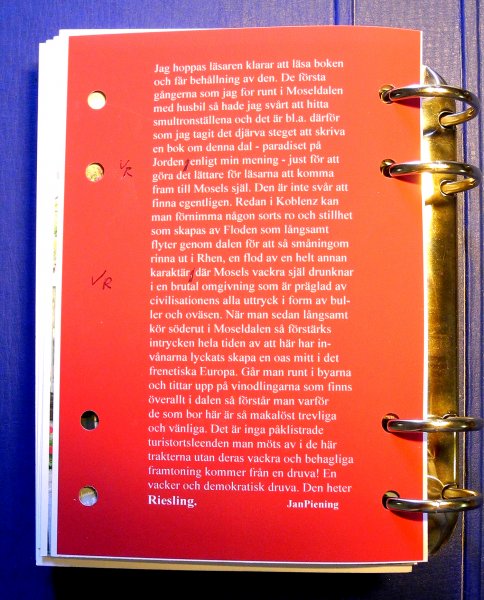 Jag hoppas läsaren klarar att läsa boken
och får behållning av den. De första
gångerna som jag for runt i Moseldalen
med husbil så hade jag svårt att hitta
smultronställena och det är bl.a. därför
som jag tagit det djärva steget att skriva
en bok om denna dal - paradiset på
Jorden enligt min mening - just för att
göra det lättare för läsarna att komma
fram till Mosels själ. Den är inte svår att
finna egentligen. Redan i Koblenz kan
man förnimma någon sorts ro och stillhet
som skapas av Floden som långsamt
flyter genom dalen för att så småningom
rinna ut i Rhen, en flod av en helt annan
karaktär där Mosels vackra själ drunknar
i en brutal omgivning som är präglad av
civilisationens alla uttryck i form av bul-
ler och oväsen. När man sedan långsamt
kör söderut i Moseldalen så förstärks
intrycken hela tiden av att här har in-
vånarna lyckats skapa en oas mitt i det
frenetiska Europa. Går man runt i byarna
och tittar upp på vinodlingarna som finns
överallt i dalen så förstår man varför
de som bor här är så makalöst trevliga
och vänliga. Det är inga påklistrade
turistortsleenden man möts av i de här
trakterna utan deras vackra och behagliga
framtoning kommer från en druva! En
vacker och demokratisk druva. Den heter
Riesling. JanPiening